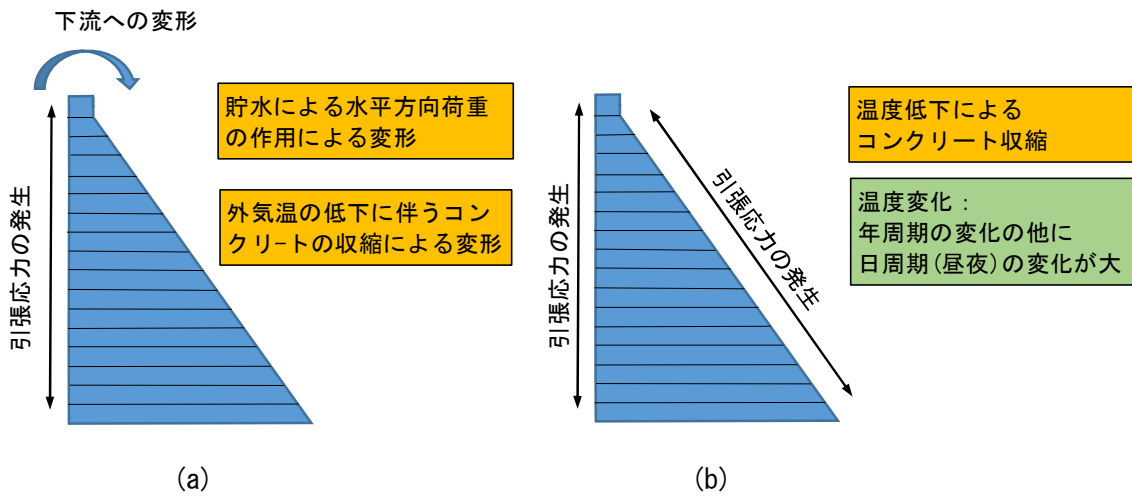 下流への変形
引張応力の発生
貯水による水平方向荷重
の作用による変形
外気温の低下に伴うコン
クリートの収縮による変形
(a)
引張応力の発生
引張応力の発生
温度低下による
コンクリート収縮
温度変化：
年周期の変化の他に
日周期(昼夜)の変化が大
(b)